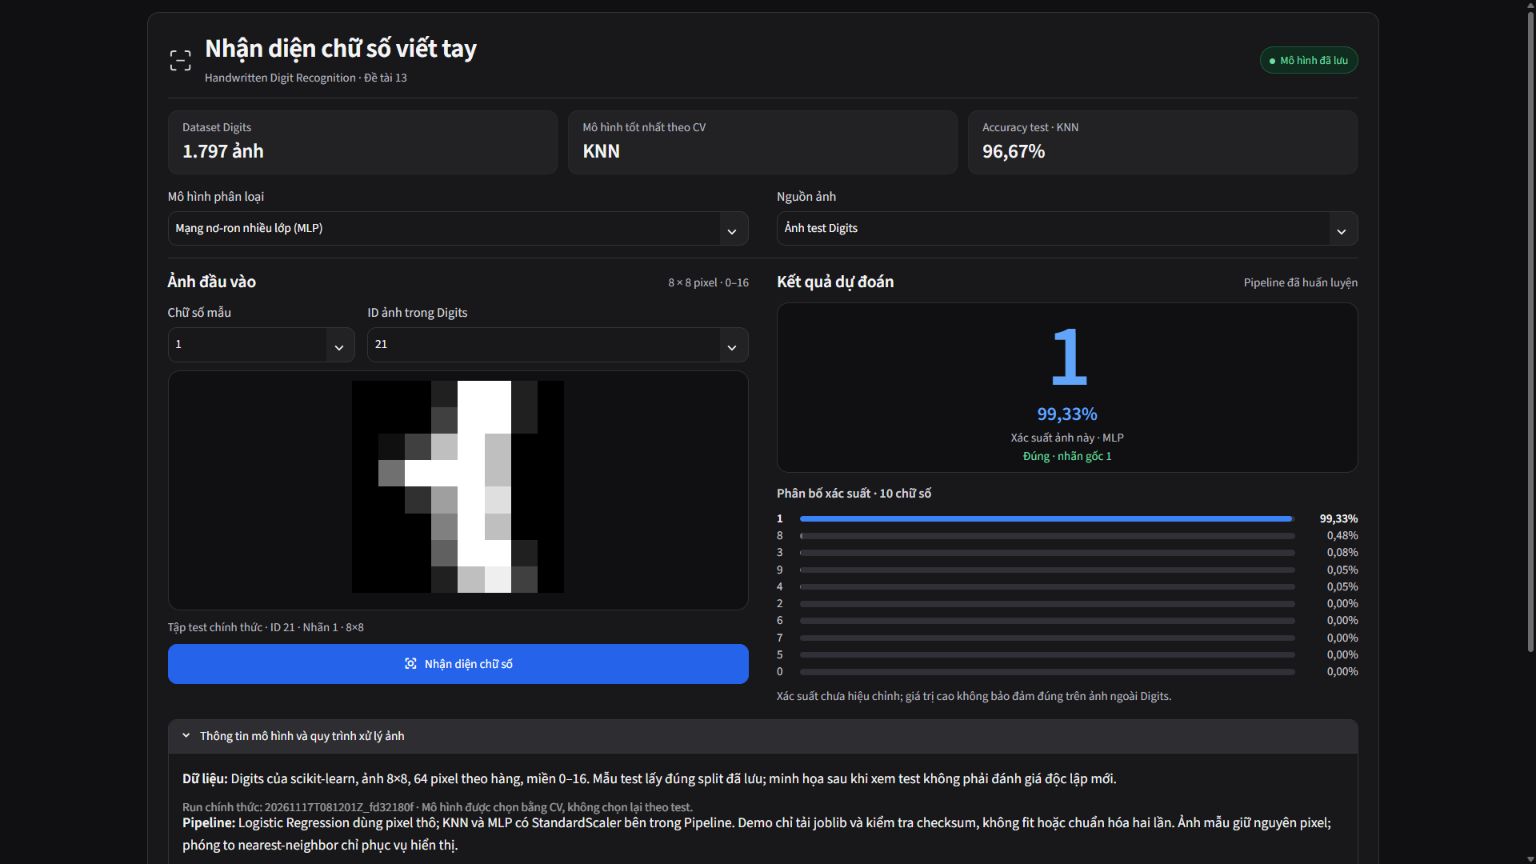 Nhận diện chữ số viết tay
Handwritten Digit Recognition · Đề tài 13
Mô hình đã lưu
Dataset Digits
1.797 ảnh
Mô hình tốt nhất theo CV
KNN
Accuracy test · KNN
96,67%
Mô hình phân loại
Mạng nơ-ron nhiều lớp (MLP)
Nguồn ảnh
Ảnh test Digits
Ảnh đầu vào
8 × 8 pixel · 0–16
Chữ số mẫu
1
ID ảnh trong Digits
21
Tập test chính thức · ID 21 · Nhãn 1 · 8×8
Nhận diện chữ số
Kết quả dự đoán
Pipeline đã huấn luyện
1
99,33%
Xác suất ảnh này · MLP
Đúng · nhãn gốc 1
Phân bố xác suất · 10 chữ số
1 99,33%
8 0,48%
3 0,08%
9 0,05%
4 0,05%
2 0,00%
6 0,00%
7 0,00%
5 0,00%
0 0,00%
Xác suất chưa hiệu chỉnh; giá trị cao không bảo đảm đúng trên ảnh ngoài Digits.
Thông tin mô hình và quy trình xử lý ảnh
Dữ liệu: Digits của scikit-learn, ảnh 8×8, 64 pixel theo hàng, miền 0–16. Mẫu test lấy đúng split đã lưu; minh họa sau khi xem test không phải đánh giá độc lập mới.
Run chính thức: 20261117T081201Z_fd32180f · Mô hình được chọn bằng CV, không chọn lại theo test.
Pipeline: Logistic Regression dùng pixel thô; KNN và MLP có StandardScaler bên trong Pipeline. Demo chỉ tải joblib và kiểm tra checksum, không fit hoặc chuẩn hóa hai lần. Ảnh mẫu giữ nguyên pixel;
phóng to nearest-neighbor chỉ phục vụ hiển thị.